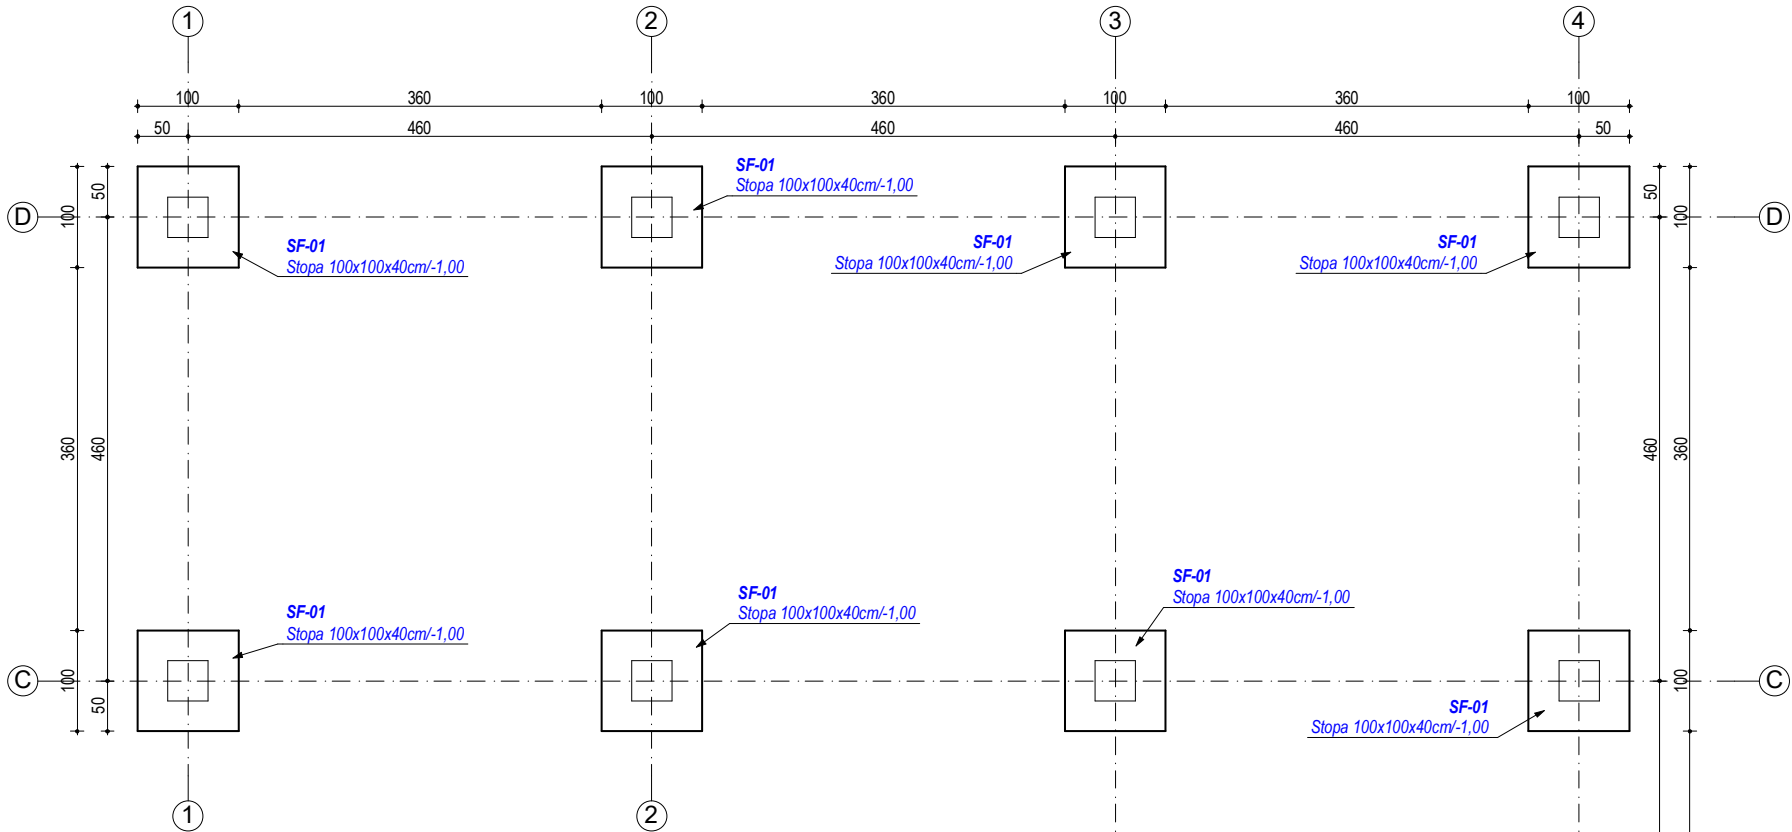 1 2 3 4
100 360 100 360 100 360 100
50 460 460 460 50
SF-01
Stopa 100x100x40cm/-1,00
50 50
D 100 100 D
SF-01 SF-01 SF-01
Stopa 100x100x40cm/-1,00 Stopa 100x100x40cm/-1,00 Stopa 100x100x40cm/-1,00
360 460 460 360
SF-01
Stopa 100x100x40cm/-1,00
SF-01
Stopa 100x100x40cm/-1,00
SF-01
Stopa 100x100x40cm/-1,00
C 100 100 C
50
SF-01
Stopa 100x100x40cm/-1,00
1 2